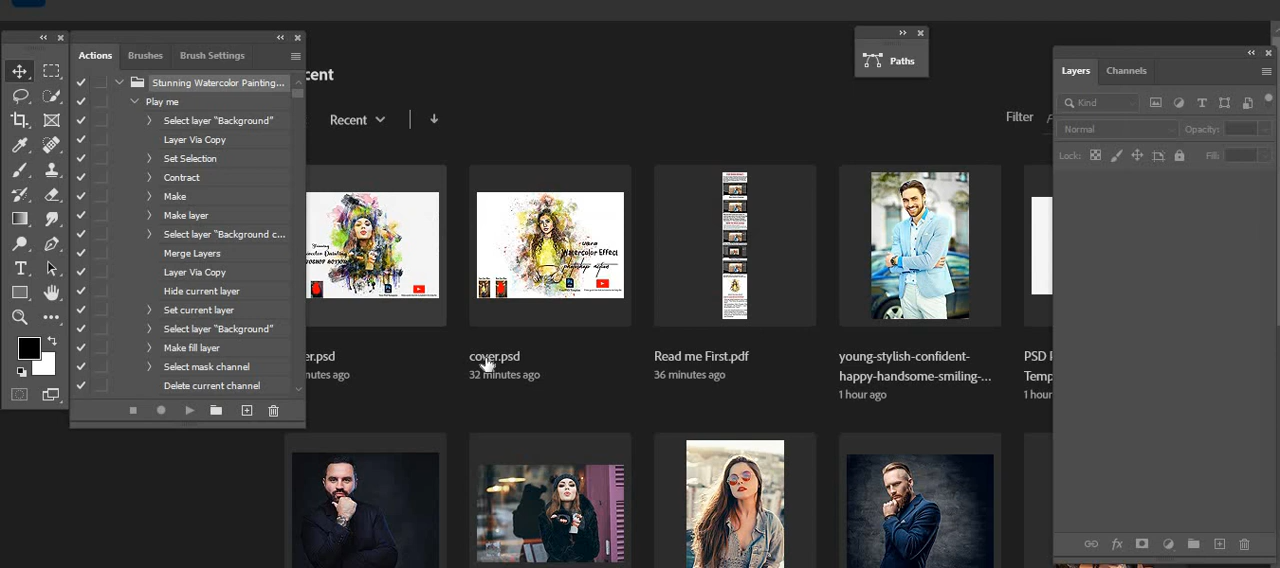 Actions
Brushes
Brush Settings
Stunning Watercolor Painting...
Play me
Select layer "Background"
Layer Via Copy
Set Selection
Contract
Make
Make layer
Select layer "Background c...
Merge Layers
Layer Via Copy
Hide current layer
Set current layer
Select layer "Background"
Make fill layer
Select mask channel
Delete current channel
cent
Recent
Filter
Paths
er.psd
nutes ago
Watercolor Effect
cover.psd
32 minutes ago
Read me First.pdf
36 minutes ago
young-stylish-confident-
happy-handsome-smiling-...
1 hour ago
PSD
Temp
1 hou
Layers
Channels
Kind
Normal
Opacity:
Lock:
Fill: